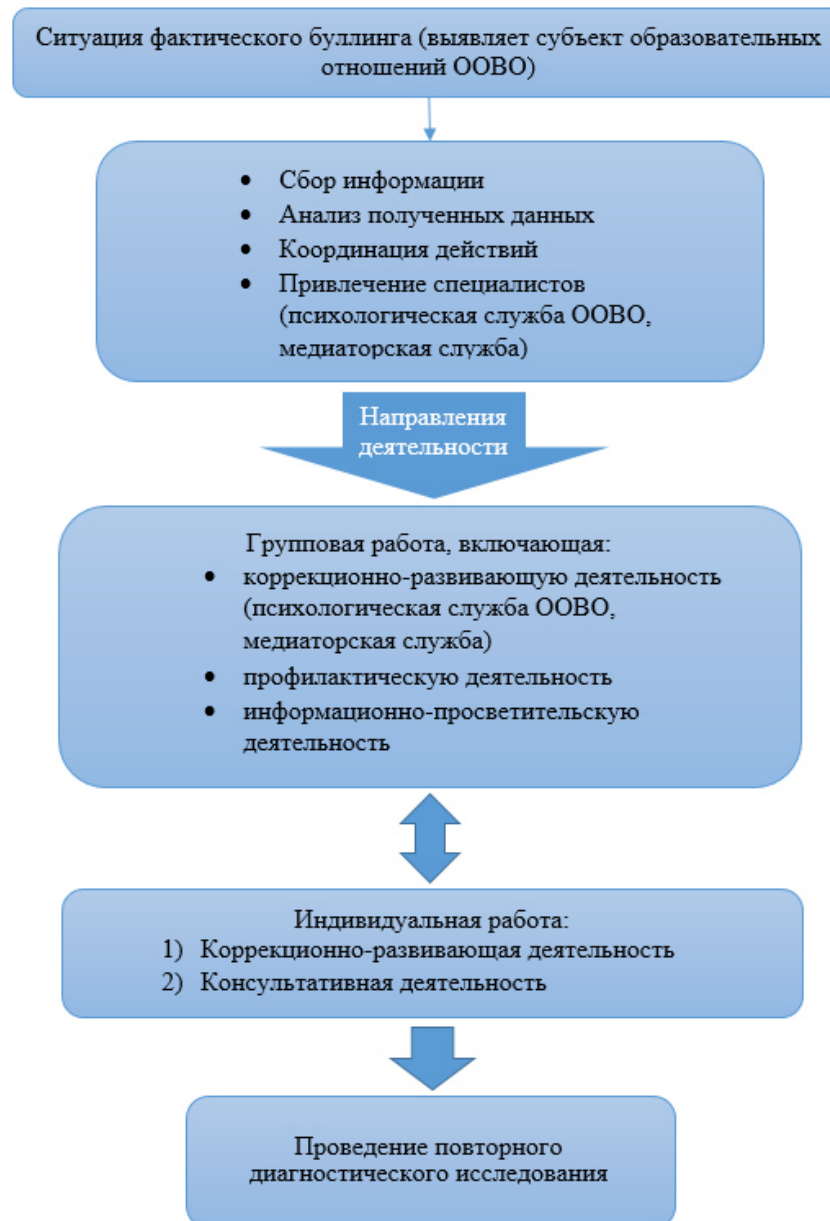 Ситуация фактического буллинга (выявляет субъект образовательных
отношений ООВО)
• Сбор информации
• Анализ полученных данных
• Координация действий
• Привлечение специалистов
(психологическая служба ООВО,
медиаторская служба)
Направления
деятельности
Групповая работа, включающая:
• коррекционно-развивающую деятельность
(психологическая служба ООВО,
медиаторская служба)
• профилактическую деятельность
• информационно-просветительскую
деятельность
Индивидуальная работа:
1) Коррекционно-развивающая деятельность
2) Консультативная деятельность
Проведение повторного
диагностического исследования